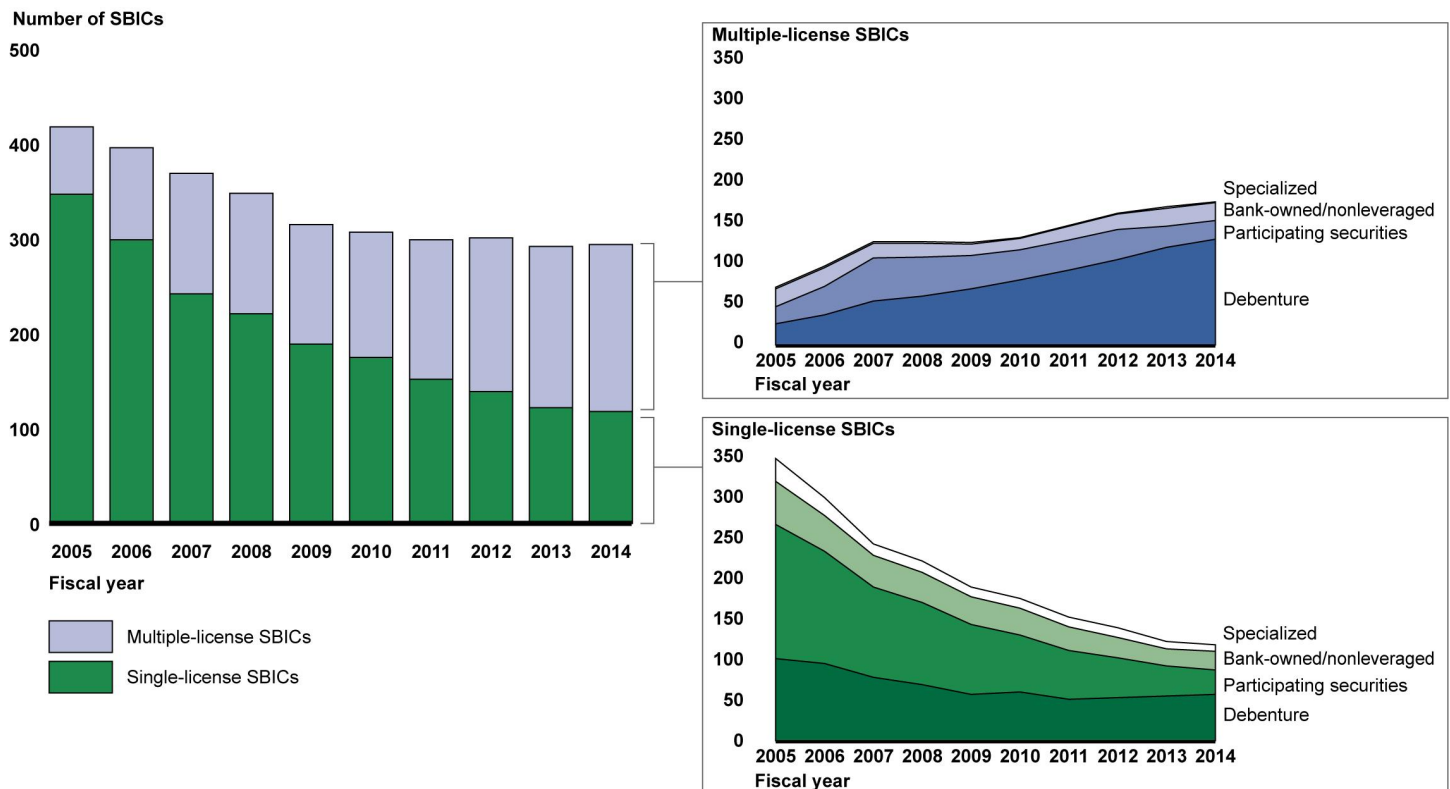 Number of SBICs
500
400
300
200
100
0
2005 2006 2007 2008 2009 2010 2011 2012 2013 2014
Fiscal year
Multiple-license SBICs
Single-license SBICs
Multiple-license SBICs
350
300
250
200
150
100
50
0
Specialized
Bank-owned/nonleveraged
Participating securities
Debenture
2005 2006 2007 2008 2009 2010 2011 2012 2013 2014
Fiscal year
Single-license SBICs
350
300
250
200
150
100
50
0
Specialized
Bank-owned/nonleveraged
Participating securities
Debenture
2005 2006 2007 2008 2009 2010 2011 2012 2013 2014
Fiscal year